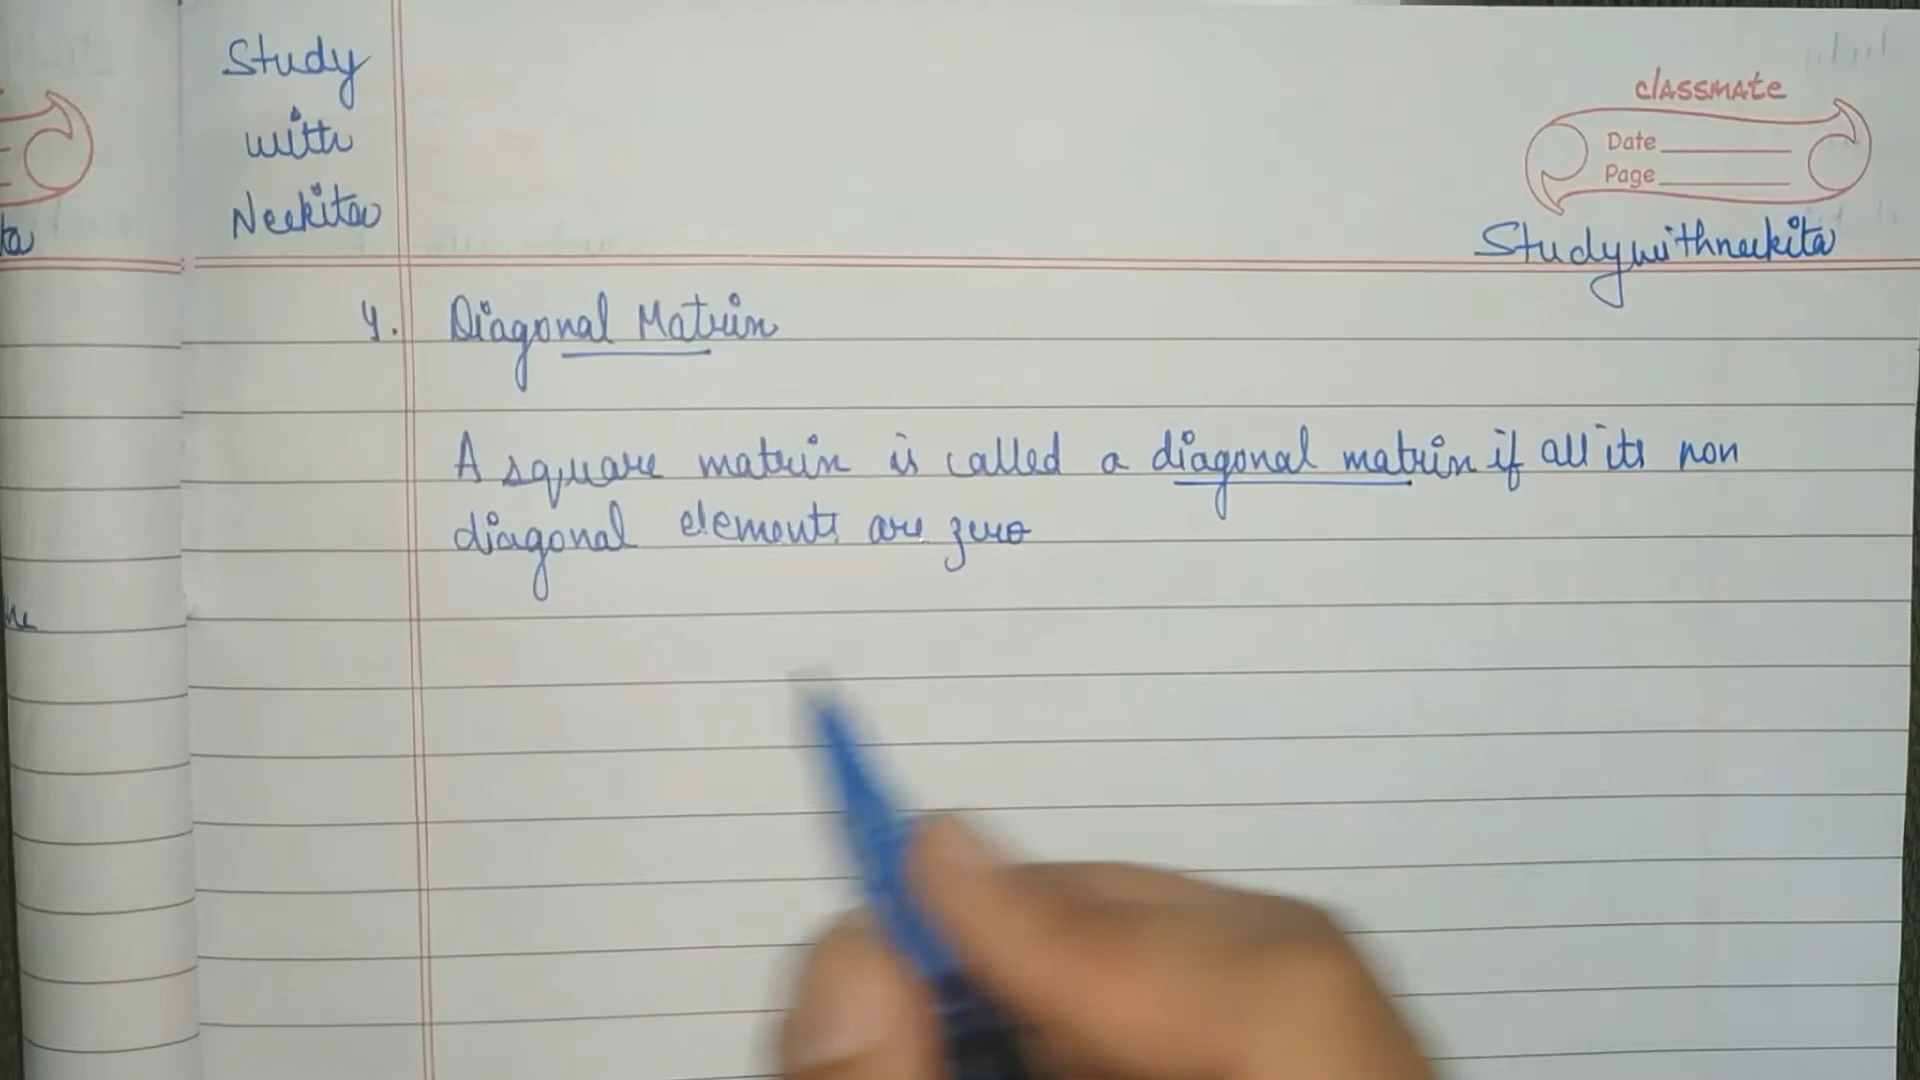 Study
with
Neekita
classmate
Date
Page
Studywithneekita
4. Diagonal Matrix
A square matrix is called a diagonal matrix if all its non
diagonal elements are zero